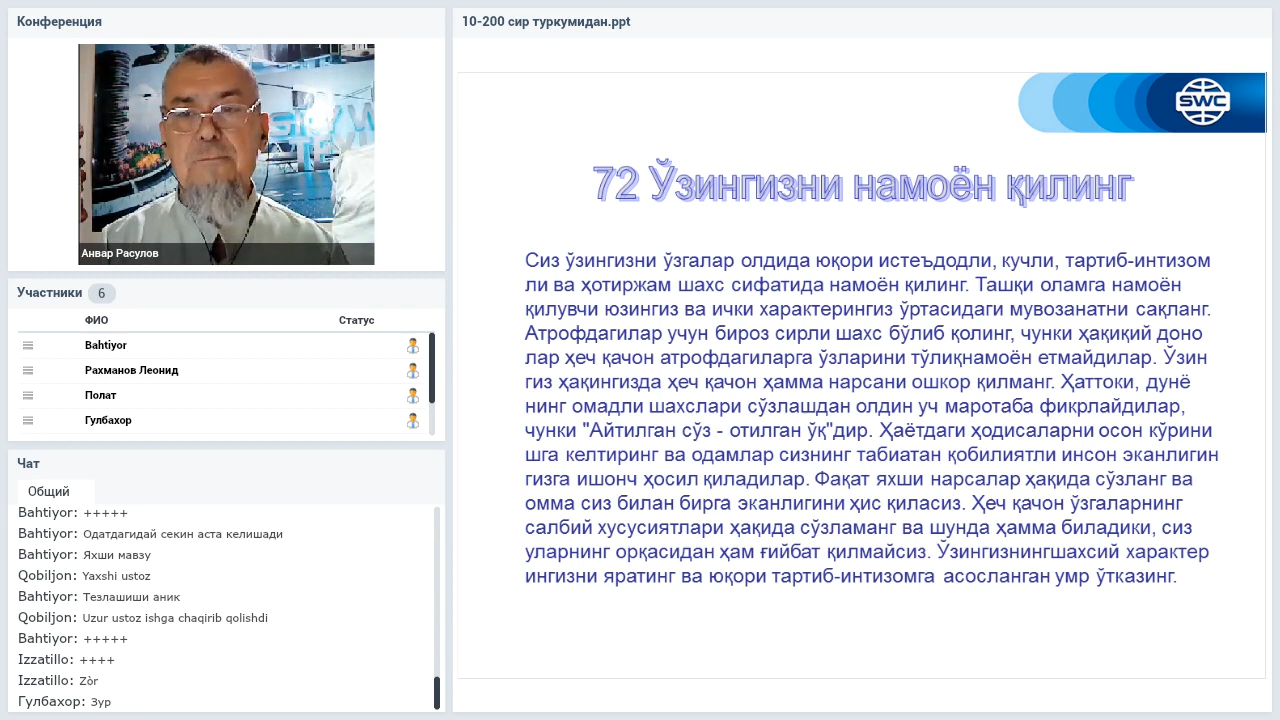 Конференция
Анвар Расулов
Участники 6
ФИО Статус
Bahtiyor
Рахманов Леонид
Полат
Гулбахор
Чат
Общий
Bahtiyor: +++++
Bahtiyor: Одатдагидай секин аста келишади
Bahtiyor: Яхши мавзу
Qobiljon: Yaxshi ustoz
Bahtiyor: Тезлашиши аник
Qobiljon: Uzur ustoz ishga chaqirib qolishdi
Bahtiyor: +++++
Izzatillo: ++++
Izzatillo: Zòr
Гулбахор: Зур
10-200 сир туркумидан.ppt
SWC
72 Ўзингизни намоён қилинг
Сиз ўзингизни ўзгалар олдида юқори истеъдодли, кучли, тартиб-интизом
ли ва ҳотиржам шахс сифатида намоён қилинг. Ташқи оламга намоён
қилувчи юзингиз ва ички характерингиз ўртасидаги мувозанатни сақланг.
Атрофдагилар учун бироз сирли шахс бўлиб қолинг, чунки ҳақиқий доно
лар ҳеч қачон атрофдагиларга ўзларини тўлиқнамоён етмайдилар. Ўзин
гиз ҳақингизда ҳеч қачон ҳамма нарсани ошкор қилманг. Ҳаттоки, дунё
нинг омадли шахслари сўзлашдан олдин уч маротаба фикрлайдилар,
чунки "Айтилган сўз - отилган ўқ"дир. Ҳаётдаги ҳодисаларни осон кўрини
шга келтиринг ва одамлар сизнинг табиатан қобилиятли инсон эканлигин
гизга ишонч ҳосил қиладилар. Фақат яхши нарсалар ҳақида сўзланг ва
омма сиз билан бирга эканлигини ҳис қиласиз. Ҳеч қачон ўзгаларнинг
салбий хусусиятлари ҳақида сўзламанг ва шунда ҳамма биладики, сиз
уларнинг орқасидан ҳам ғийбат қилмайсиз. Ўзингизнингшахсий характер
ингизни яратинг ва юқори тартиб-интизомга асосланган умр ўтказинг.